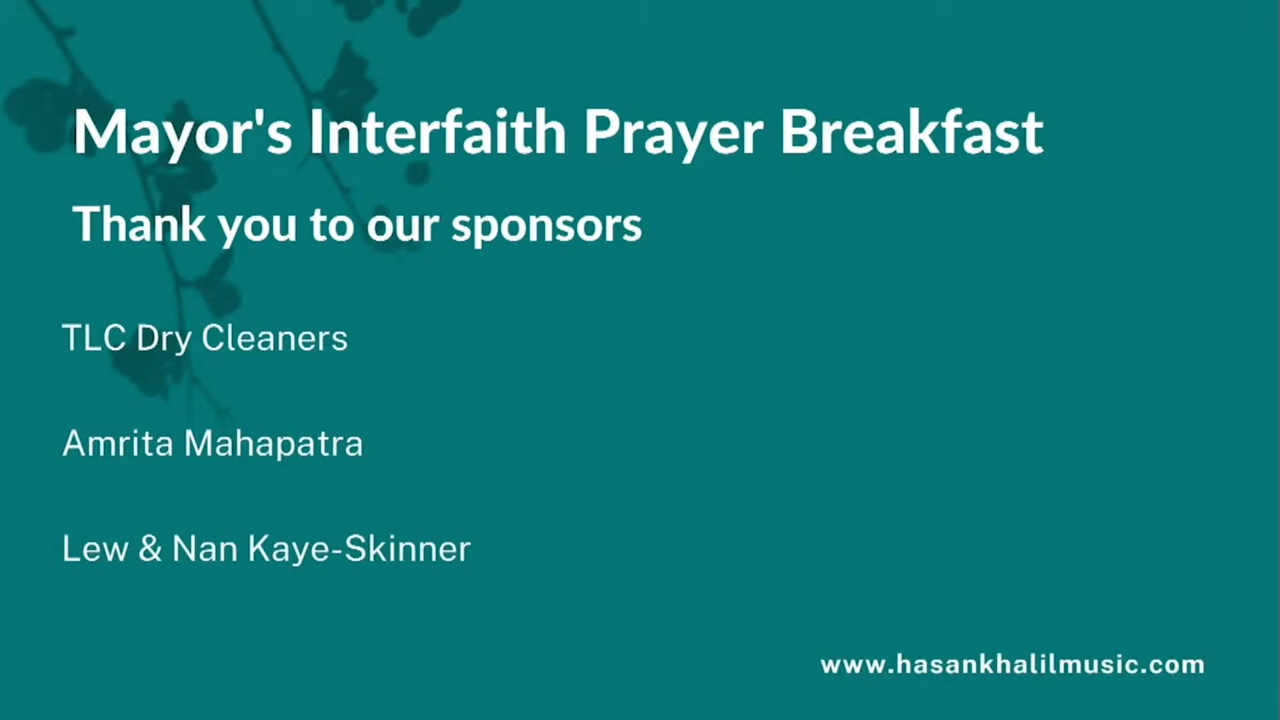 Mayor's Interfaith Prayer Breakfast
Thank you to our sponsors
TLC Dry Cleaners
Amrita Mahapatra
Lew & Nan Kaye-Skinner
www.hasankhalilmusic.com